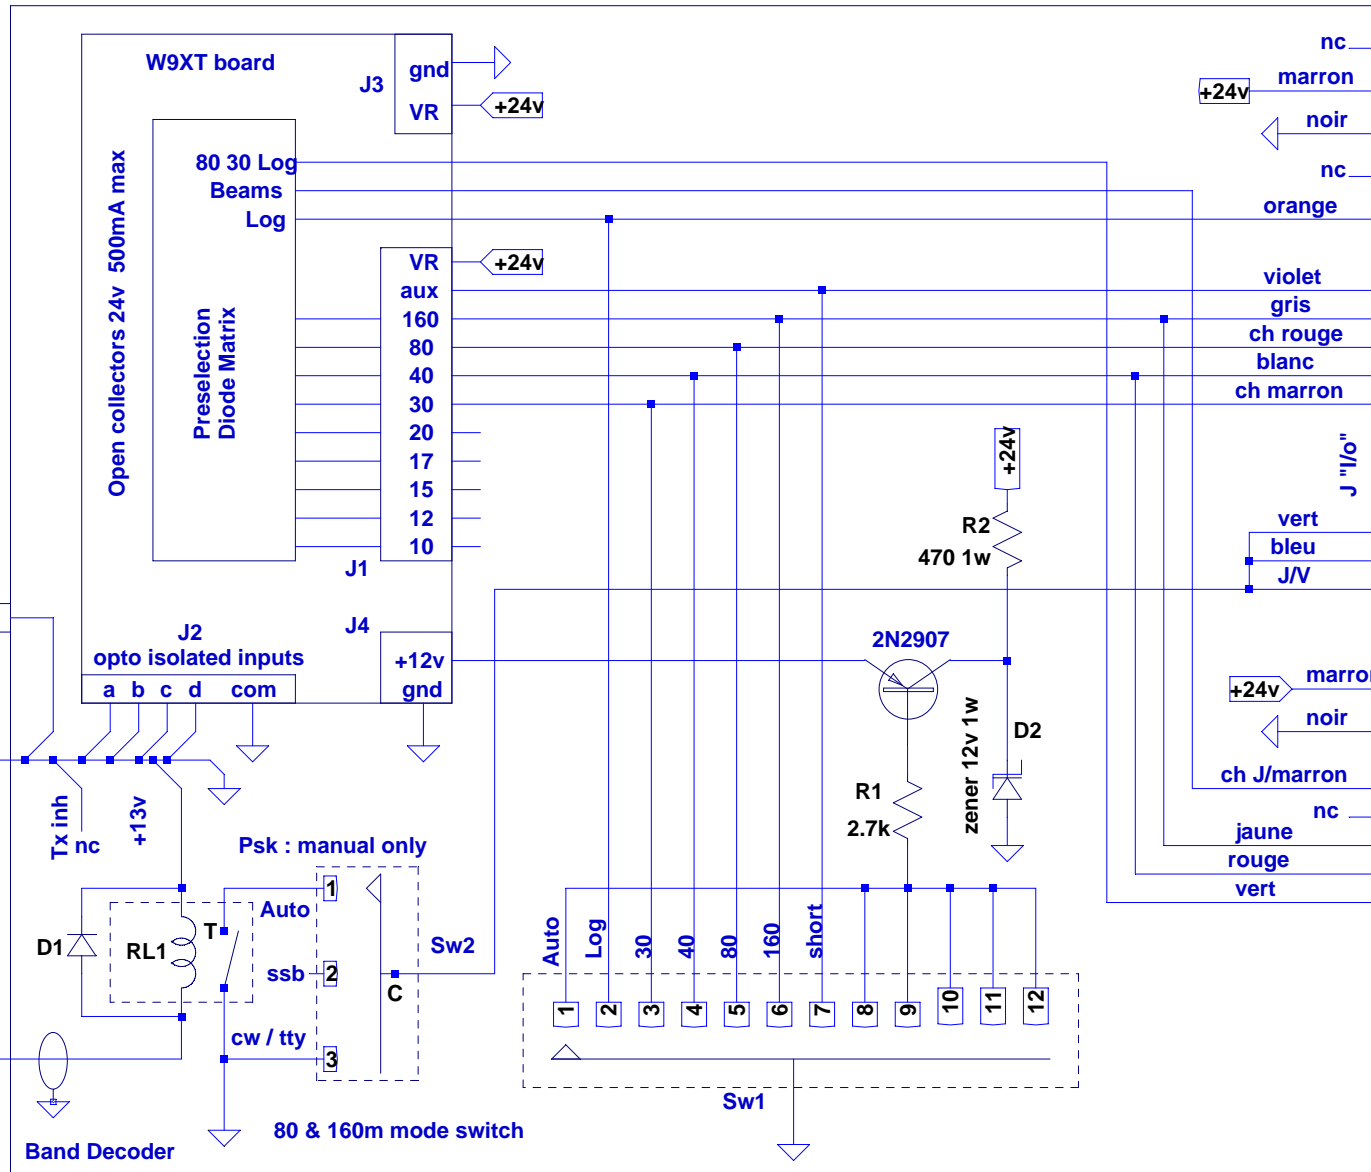 W9XT board
J3
gnd
VR
+24v
Open collectors 24v 500mA max
Preselection
Diode Matrix
80 30 Log
Beams
Log
VR
+24v
aux
160
80
40
30
20
17
15
12
10
J1
J4
+12v
gnd
J2
opto isolated inputs
a b c d com
nc
+24v
marron
noir
nc
orange
violet
gris
ch rouge
blanc
ch marron
J "I/o"
vert
bleu
J/V
+24v
marron
noir
ch J/marron
nc
jaune
rouge
vert
+24v
R2
470 1w
2N2907
zener 12v 1w
D2
R1
2.7k
Tx inh
nc
+13v
Psk : manual only
D1
RL1
T
Auto
1
ssb
2
cw / tty
3
C
Sw2
80 & 160m mode switch
Band Decoder
Auto
Log
30
40
80
160
short
1
2
3
4
5
6
7
8
9
10
11
12
Sw1